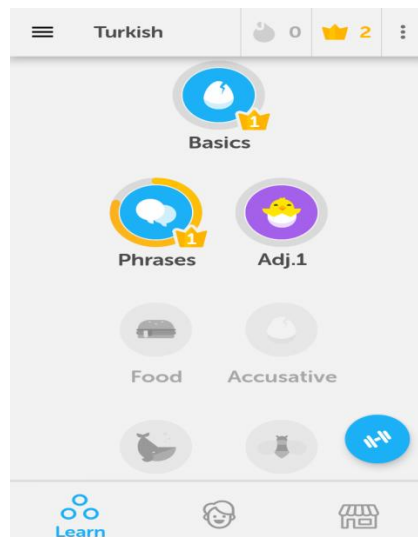 Turkish 0 2
1
Basics
1
Phrases Adj.1
Food Accusative
Learn